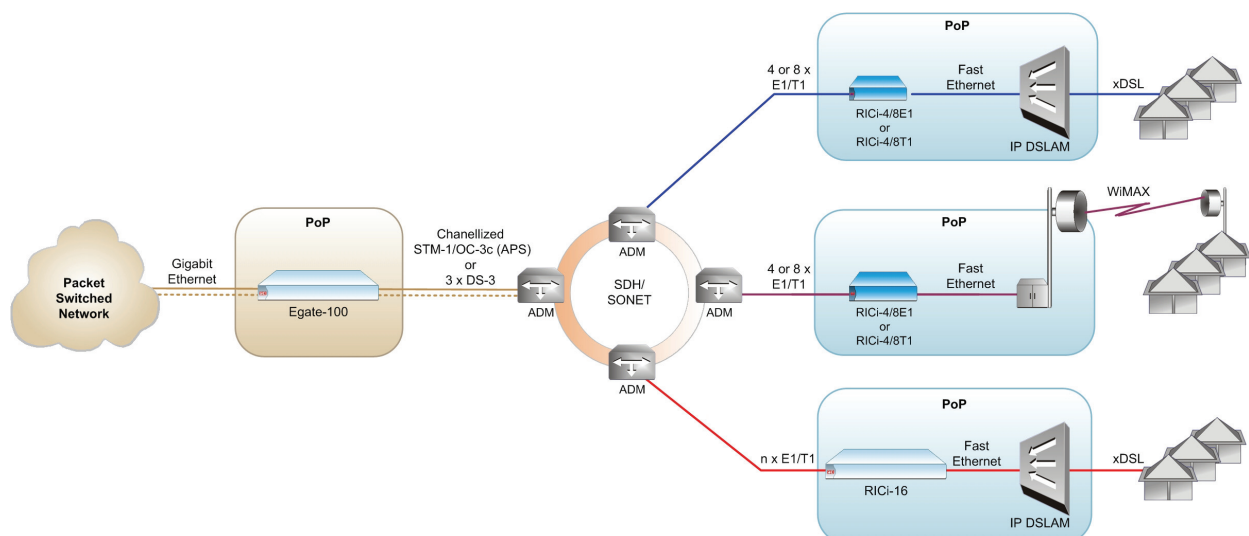 PoP
4 or 8 x
E1/T1
Fast
Ethernet
xDSL
RICi-4/8E1
or
RICi-4/8T1
IP DSLAM
WiMAX
PoP
Chanellized
STM-1/OC-3c (APS)
or
3 x DS-3
Gigabit
Ethernet
Packet
Switched
Network
Egate-100
ADM
ADM
SDH/
SONET
ADM
ADM
PoP
4 or 8 x
E1/T1
Fast
Ethernet
RICi-4/8E1
or
RICi-4/8T1
PoP
n x E1/T1
Fast
Ethernet
xDSL
RICi-16
IP DSLAM